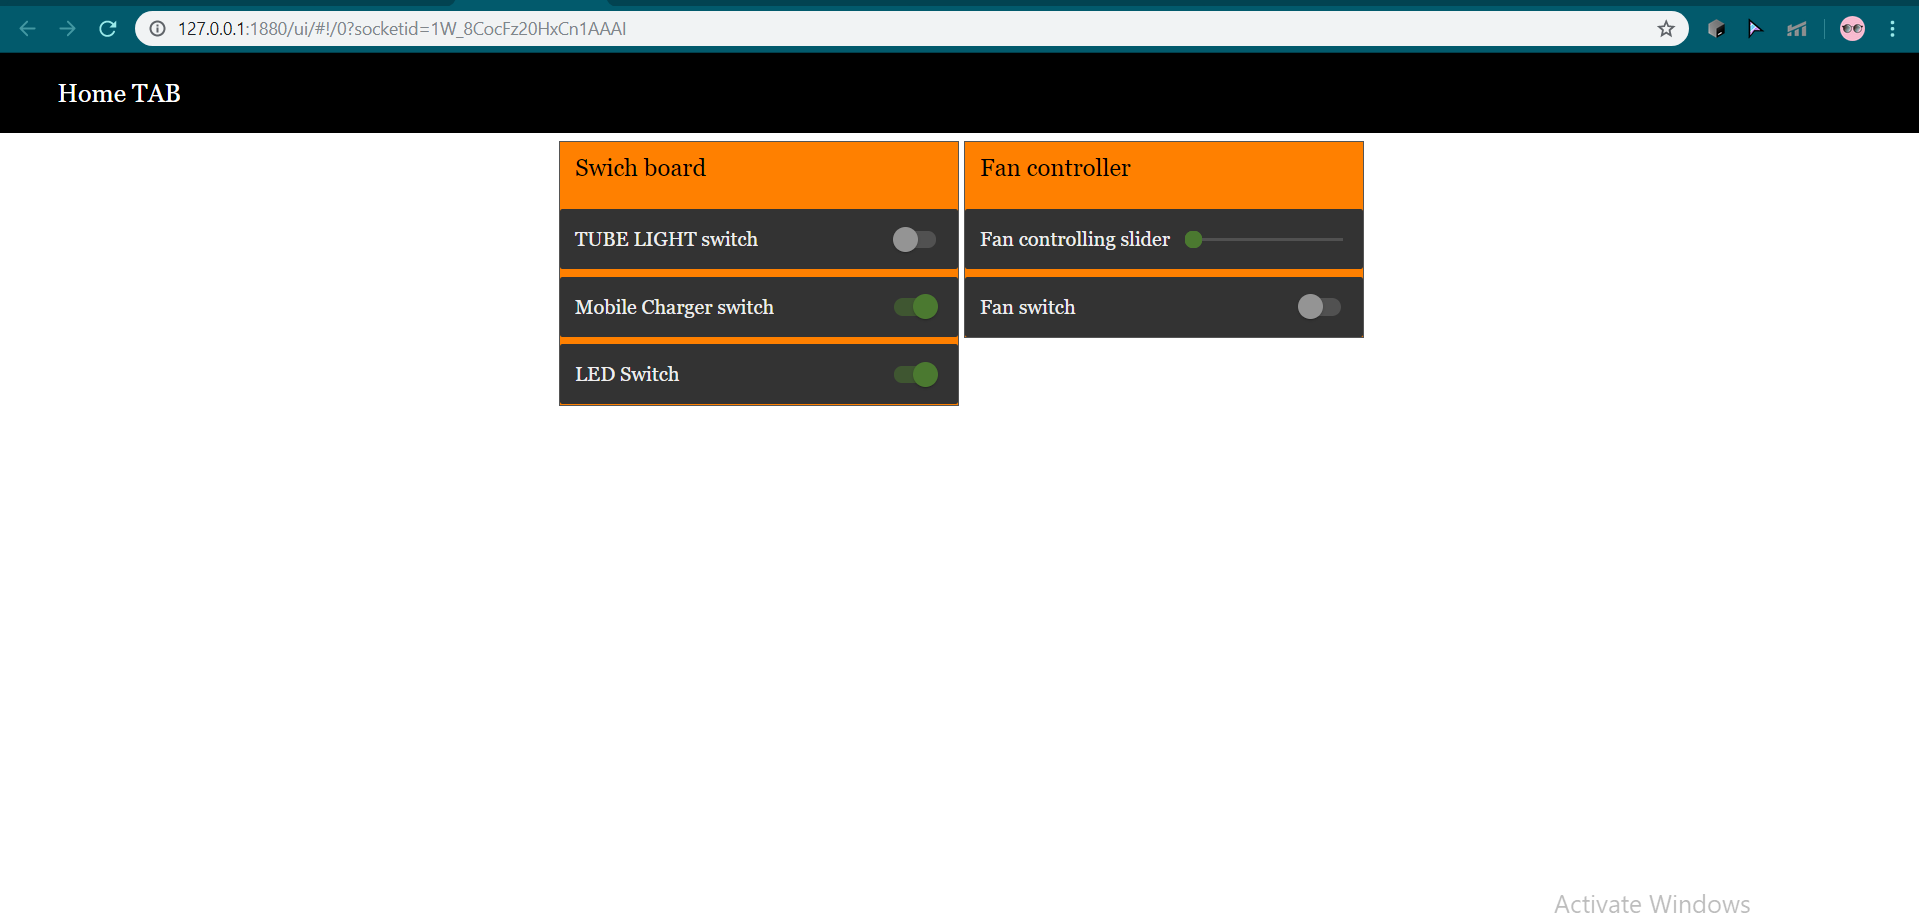 127.0.0.1:1880/ui/#!/0?socketid=1W_8CocFz20HxCn1AAAI
Home TAB
Swich board
TUBE LIGHT switch
Mobile Charger switch
LED Switch
Fan controller
Fan controlling slider
Fan switch
Activate Windows